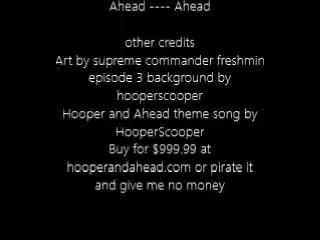 Ahead ---- Ahead
other credits
Art by supreme commander freshmin
episode 3 background by
hooperscooper
Hooper and Ahead theme song by
HooperScooper
Buy for $999.99 at
hooperandahead.com or pirate it
and give me no money